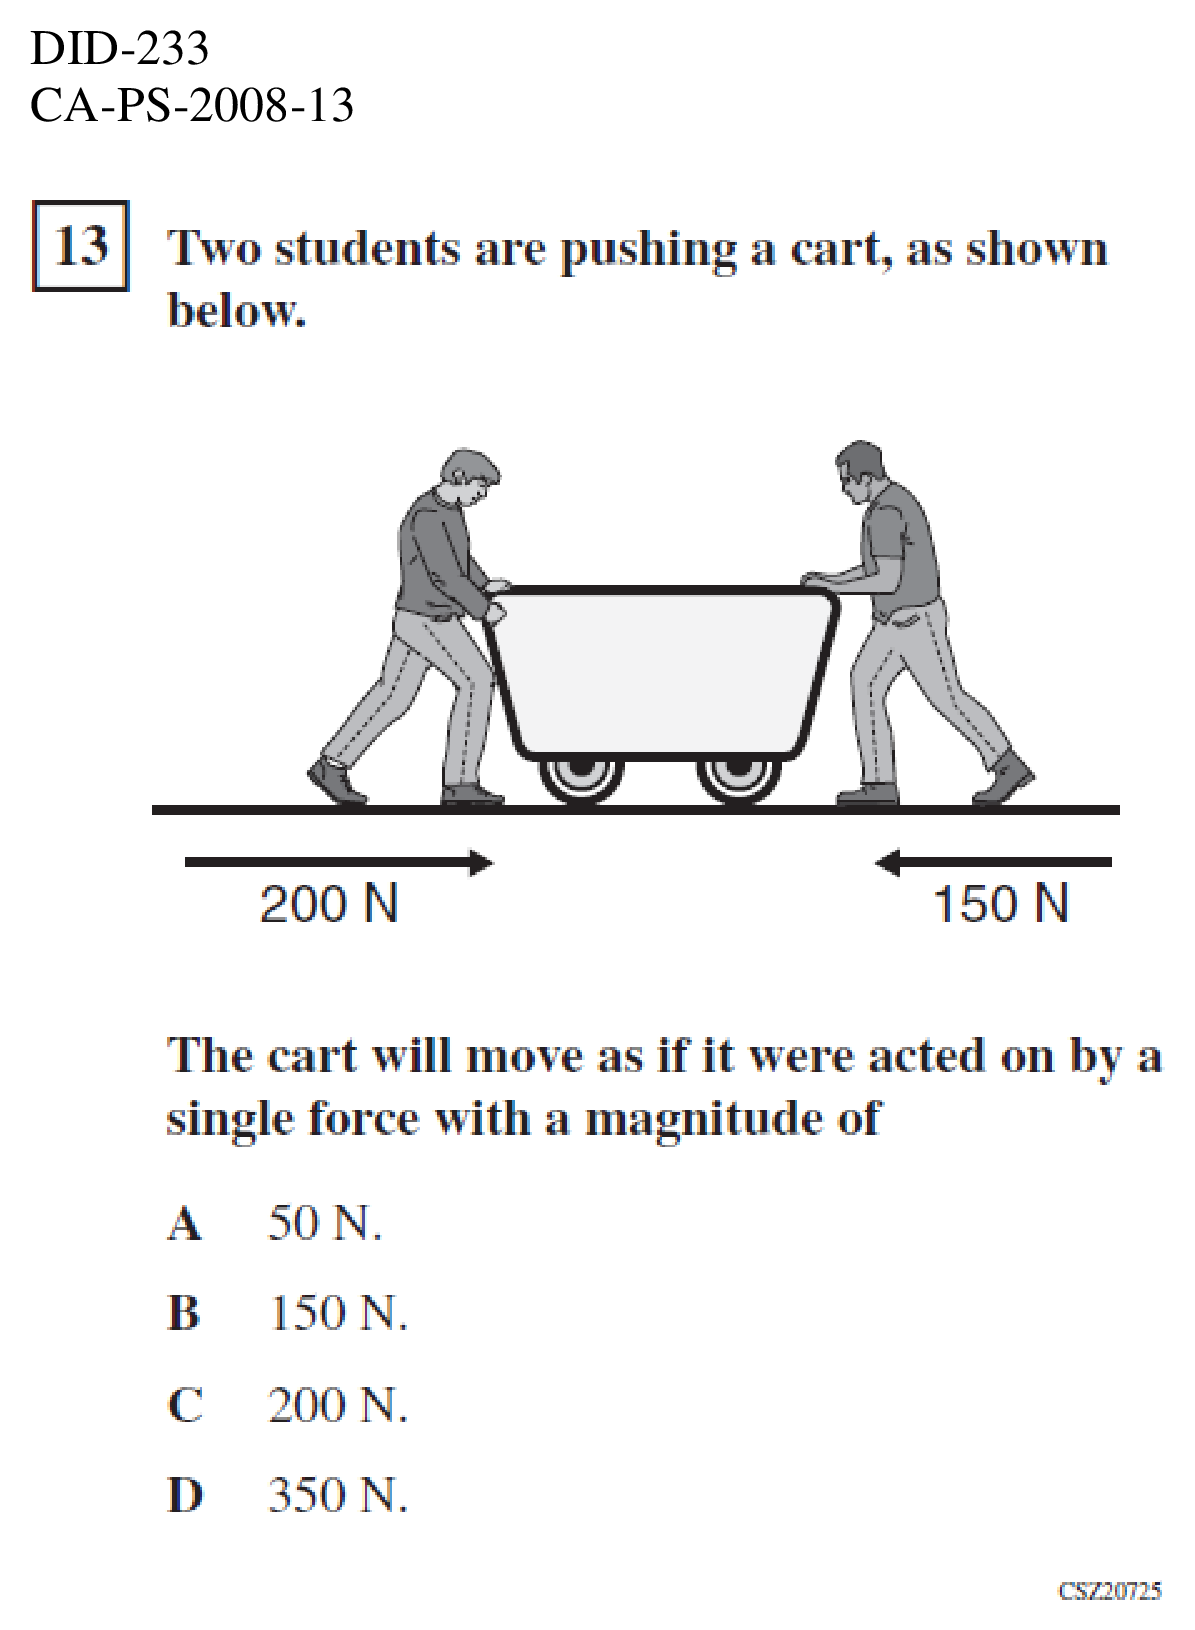 DID-233
CA-PS-2008-13
13 Two students are pushing a cart, as shown
below.
200 N 150 N
The cart will move as if it were acted on by a
single force with a magnitude of
A 50 N.
B 150 N.
C 200 N.
D 350 N.
CSZ20725